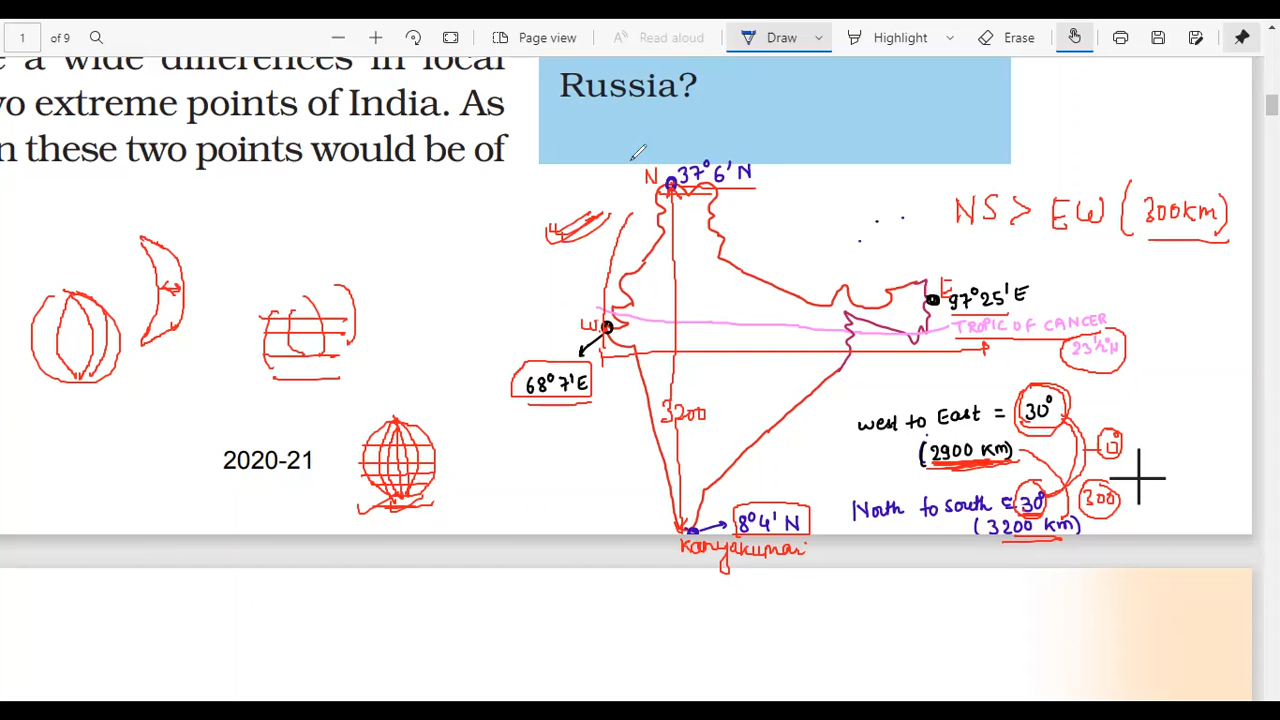 1 of 9
Page view
Read aloud
Draw
Highlight
Erase
e a wide differences in local
vo extreme points of India. As
n these two points would be of
Russia?
N 37° 6' N
NS > EW (300km)
E
97° 25' E
W
TROPIC OF CANCER
23 1/2° N
68° 7' E
3200
west to East = 30°
(2900 Km)
North to south = 30°
(3200 Km)
300
8° 4' N
Kanyakumari
2020-21